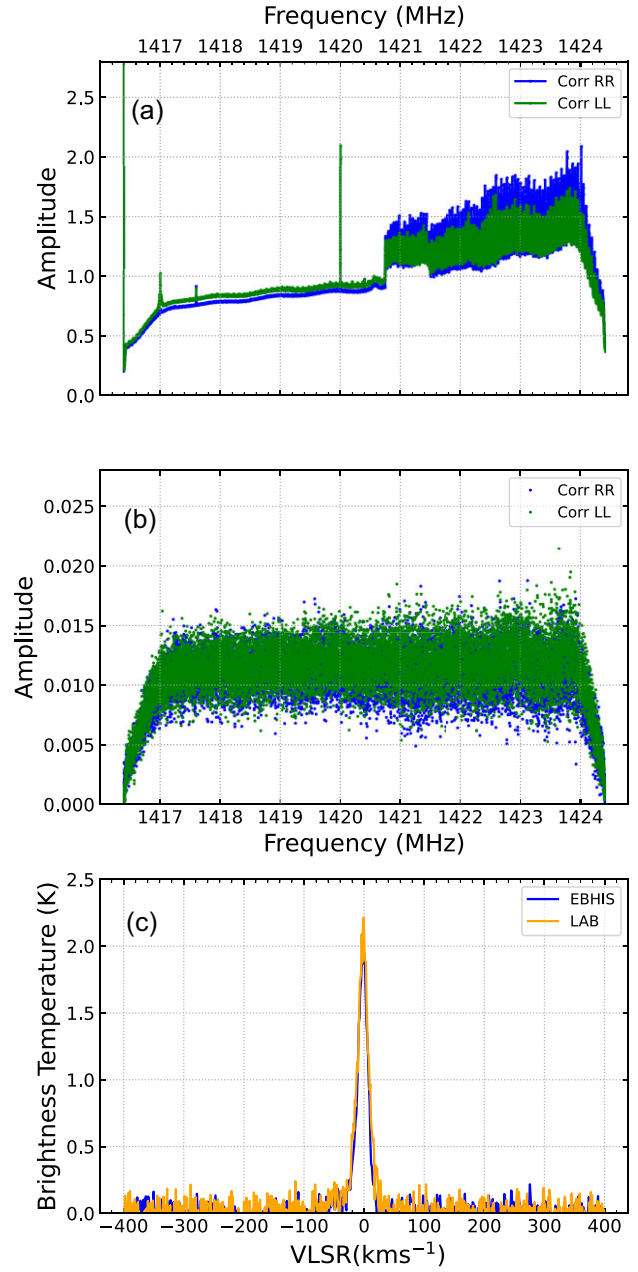 Frequency (MHz)
1417 1418 1419 1420 1421 1422 1423 1424
(a)
Corr RR
Corr LL
Amplitude
2.5
2.0
1.5
1.0
0.5
0.0
(b)
Corr RR
Corr LL
Amplitude
0.025
0.020
0.015
0.010
0.005
0.000
1417 1418 1419 1420 1421 1422 1423 1424
Frequency (MHz)
(c)
EBHIS
LAB
Brightness Temperature (K)
2.5
2.0
1.5
1.0
0.5
0.0
−400 −300 −200 −100 0 100 200 300 400
VLSR(kms⁻¹)